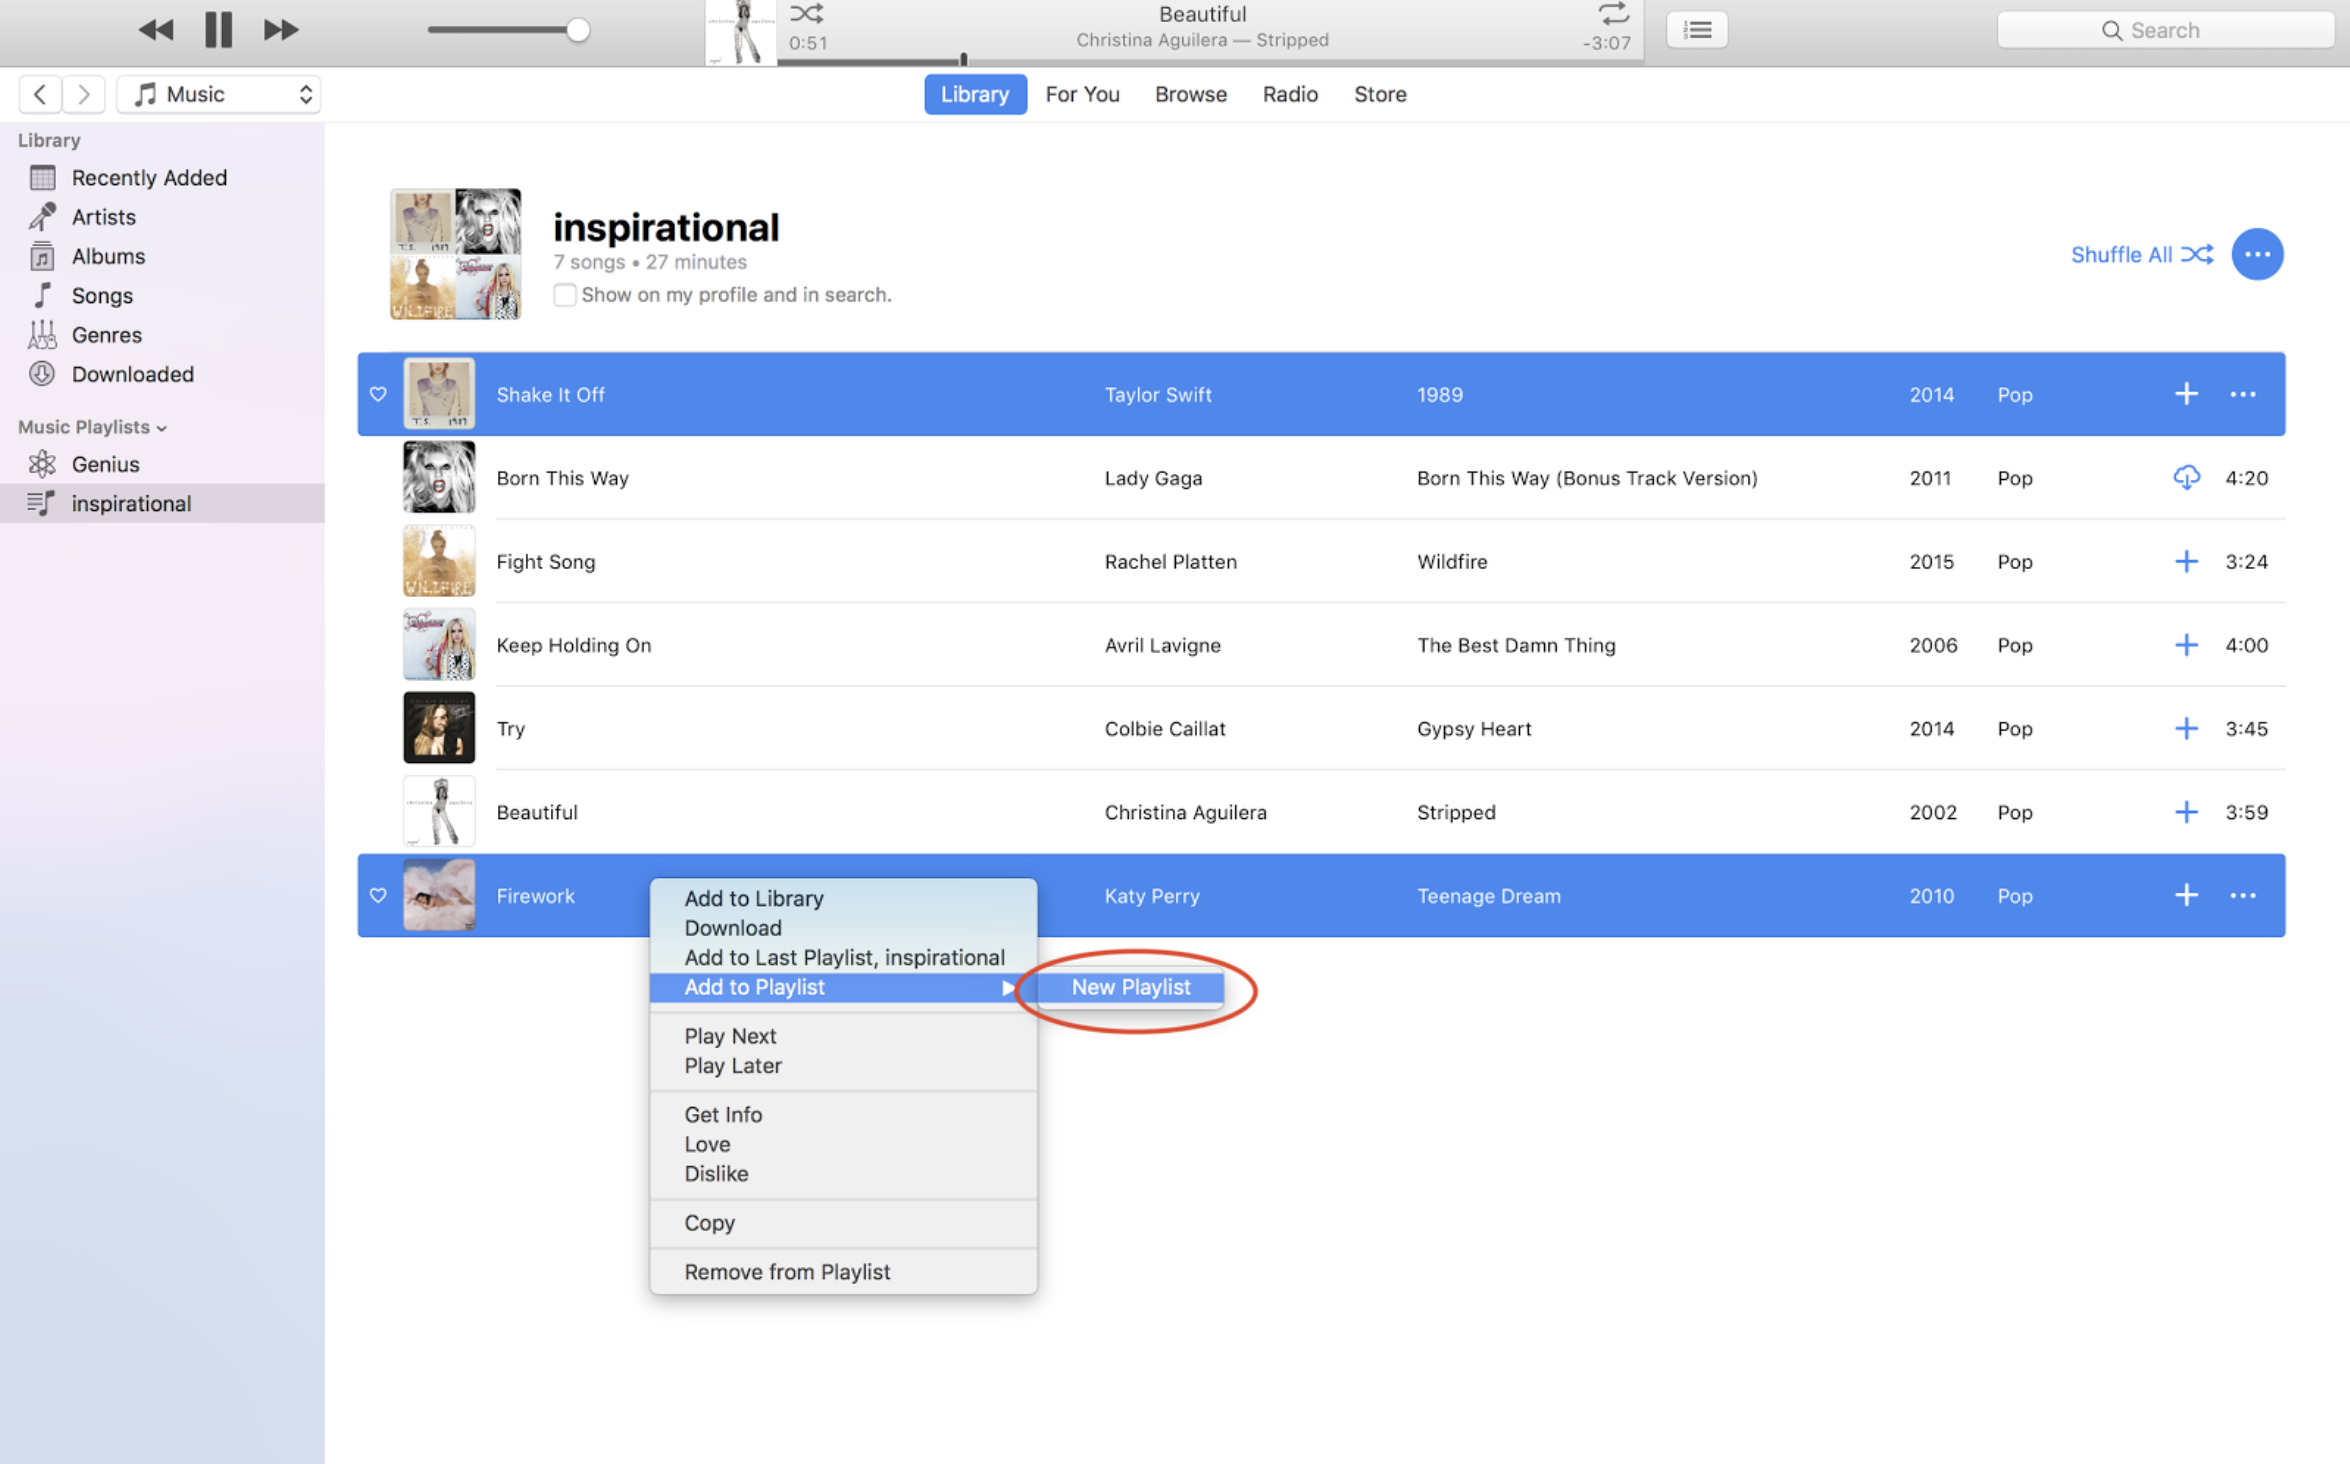 Beautiful
0:51
Christina Aguilera — Stripped
-3:07
Search
Music
Library For You Browse Radio Store
Library
Recently Added
Artists
Albums
Songs
Genres
Downloaded
Music Playlists
Genius
inspirational
inspirational
7 songs • 27 minutes
Show on my profile and in search.
Shuffle All
T. S. 1989
WILDFIRE
Shake It Off Taylor Swift 1989 2014 Pop
T. S. 1989
Born This Way Lady Gaga Born This Way (Bonus Track Version) 2011 Pop 4:20
Fight Song Rachel Platten Wildfire 2015 Pop 3:24
WILDFIRE
Keep Holding On Avril Lavigne The Best Damn Thing 2006 Pop 4:00
Try Colbie Caillat Gypsy Heart 2014 Pop 3:45
christina aguilera
Beautiful Christina Aguilera Stripped 2002 Pop 3:59
Firework Katy Perry Teenage Dream 2010 Pop
Add to Library
Download
Add to Last Playlist, inspirational
Add to Playlist
New Playlist
Play Next
Play Later
Get Info
Love
Dislike
Copy
Remove from Playlist